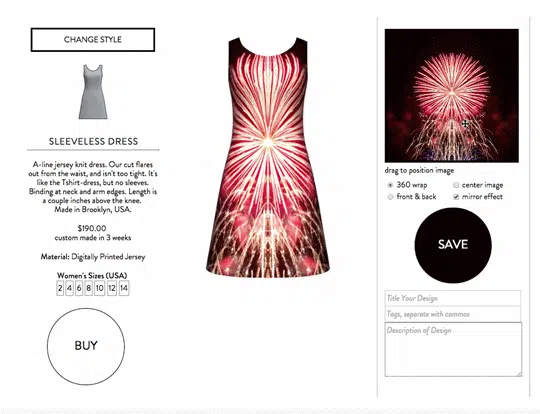 CHANGE STYLE
SLEEVELESS DRESS
A-line jersey knit dress. Our cut flares
out from the waist, and isn't too tight. It's
like the Tshirt-dress, but no sleeves.
Binding at neck and arm edges. Length is
a couple inches above the knee.
Made in Brooklyn, USA.
$190.00
custom made in 3 weeks
Material: Digitally Printed Jersey
Women's Sizes (USA)
2 4 6 8 10 12 14
BUY
drag to position image
360 wrap
center image
front & back
mirror effect
SAVE
Title Your Design
Tags, separate with commas
Description of Design